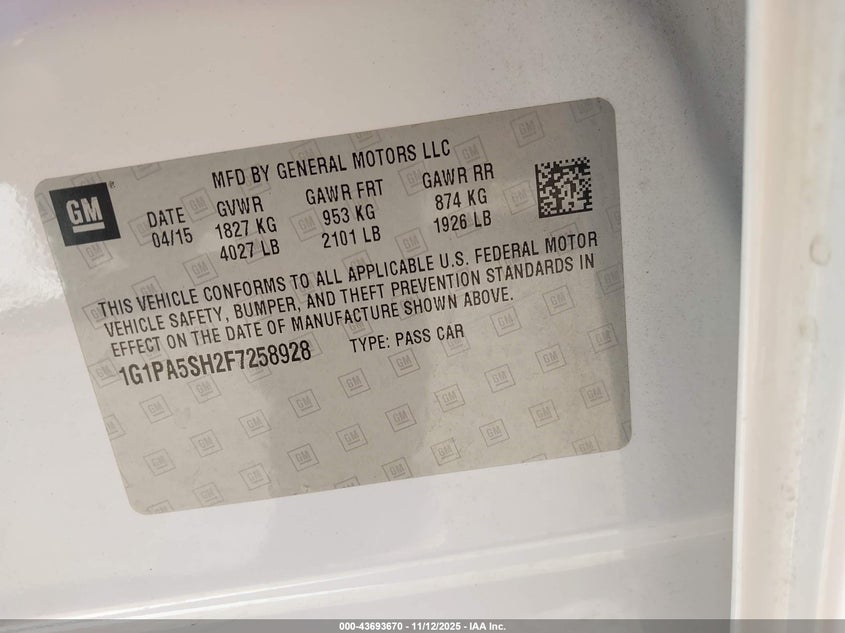 GM ®
MFD BY GENERAL MOTORS LLC
DATE GVWR GAWR FRT GAWR RR
04/15 1827 KG 953 KG 874 KG
4027 LB 2101 LB 1926 LB
THIS VEHICLE CONFORMS TO ALL APPLICABLE U.S. FEDERAL MOTOR
VEHICLE SAFETY, BUMPER, AND THEFT PREVENTION STANDARDS IN
EFFECT ON THE DATE OF MANUFACTURE SHOWN ABOVE.
1G1PA5SH2F7258928 TYPE: PASS CAR
000-43693670 - 11/12/2025 - IAA Inc.